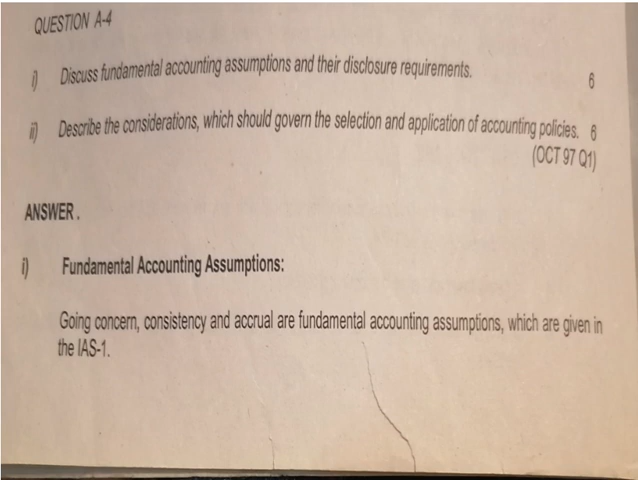 QUESTION A-4
i) Discuss fundamental accounting assumptions and their disclosure requirements. 6
ii) Describe the considerations, which should govern the selection and application of accounting policies. 6
(OCT 97 Q1)
ANSWER.
i) Fundamental Accounting Assumptions:
Going concern, consistency and accrual are fundamental accounting assumptions, which are given in
the IAS-1.